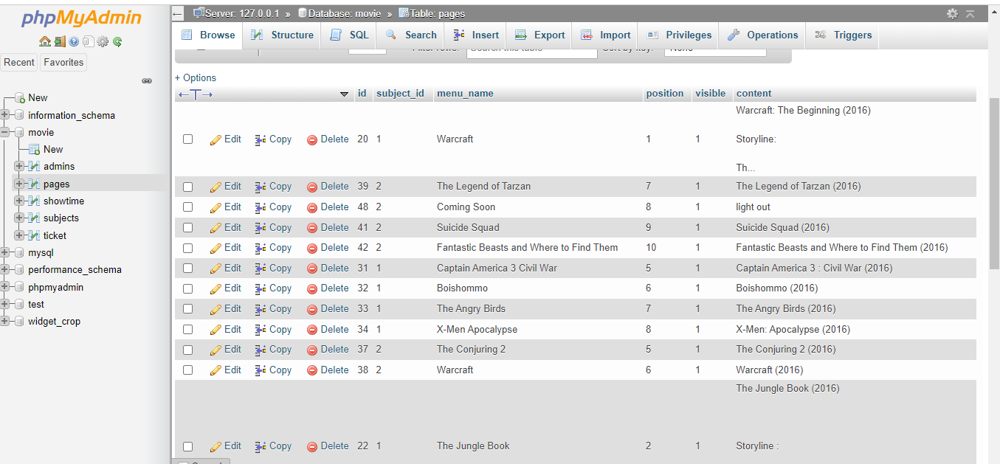 phpMyAdmin
Recent Favorites
New
information_schema
movie
New
admins
pages
showtime
subjects
ticket
mysql
performance_schema
phpmyadmin
test
widget_crop
Server: 127.0.0.1 » Database: movie » Table: pages
Browse Structure SQL Search Insert Export Import Privileges Operations Triggers
Filter rows: Search this table Sort by key: None
+ Options
←T→ id subject_id menu_name position visible content
Warcraft: The Beginning (2016)
Edit Copy Delete 20 1 Warcraft 1 1 Storyline:
Th...
Edit Copy Delete 39 2 The Legend of Tarzan 7 1 The Legend of Tarzan (2016)
Edit Copy Delete 48 2 Coming Soon 8 1 light out
Edit Copy Delete 41 2 Suicide Squad 9 1 Suicide Squad (2016)
Edit Copy Delete 42 2 Fantastic Beasts and Where to Find Them 10 1 Fantastic Beasts and Where to Find Them (2016)
Edit Copy Delete 31 1 Captain America 3 Civil War 5 1 Captain America 3 : Civil War (2016)
Edit Copy Delete 32 1 Boishommo 6 1 Boishommo (2016)
Edit Copy Delete 33 1 The Angry Birds 7 1 The Angry Birds (2016)
Edit Copy Delete 34 1 X-Men Apocalypse 8 1 X-Men: Apocalypse (2016)
Edit Copy Delete 37 2 The Conjuring 2 5 1 The Conjuring 2 (2016)
Edit Copy Delete 38 2 Warcraft 6 1 Warcraft (2016)
The Jungle Book (2016)
Edit Copy Delete 22 1 The Jungle Book 2 1 Storyline :